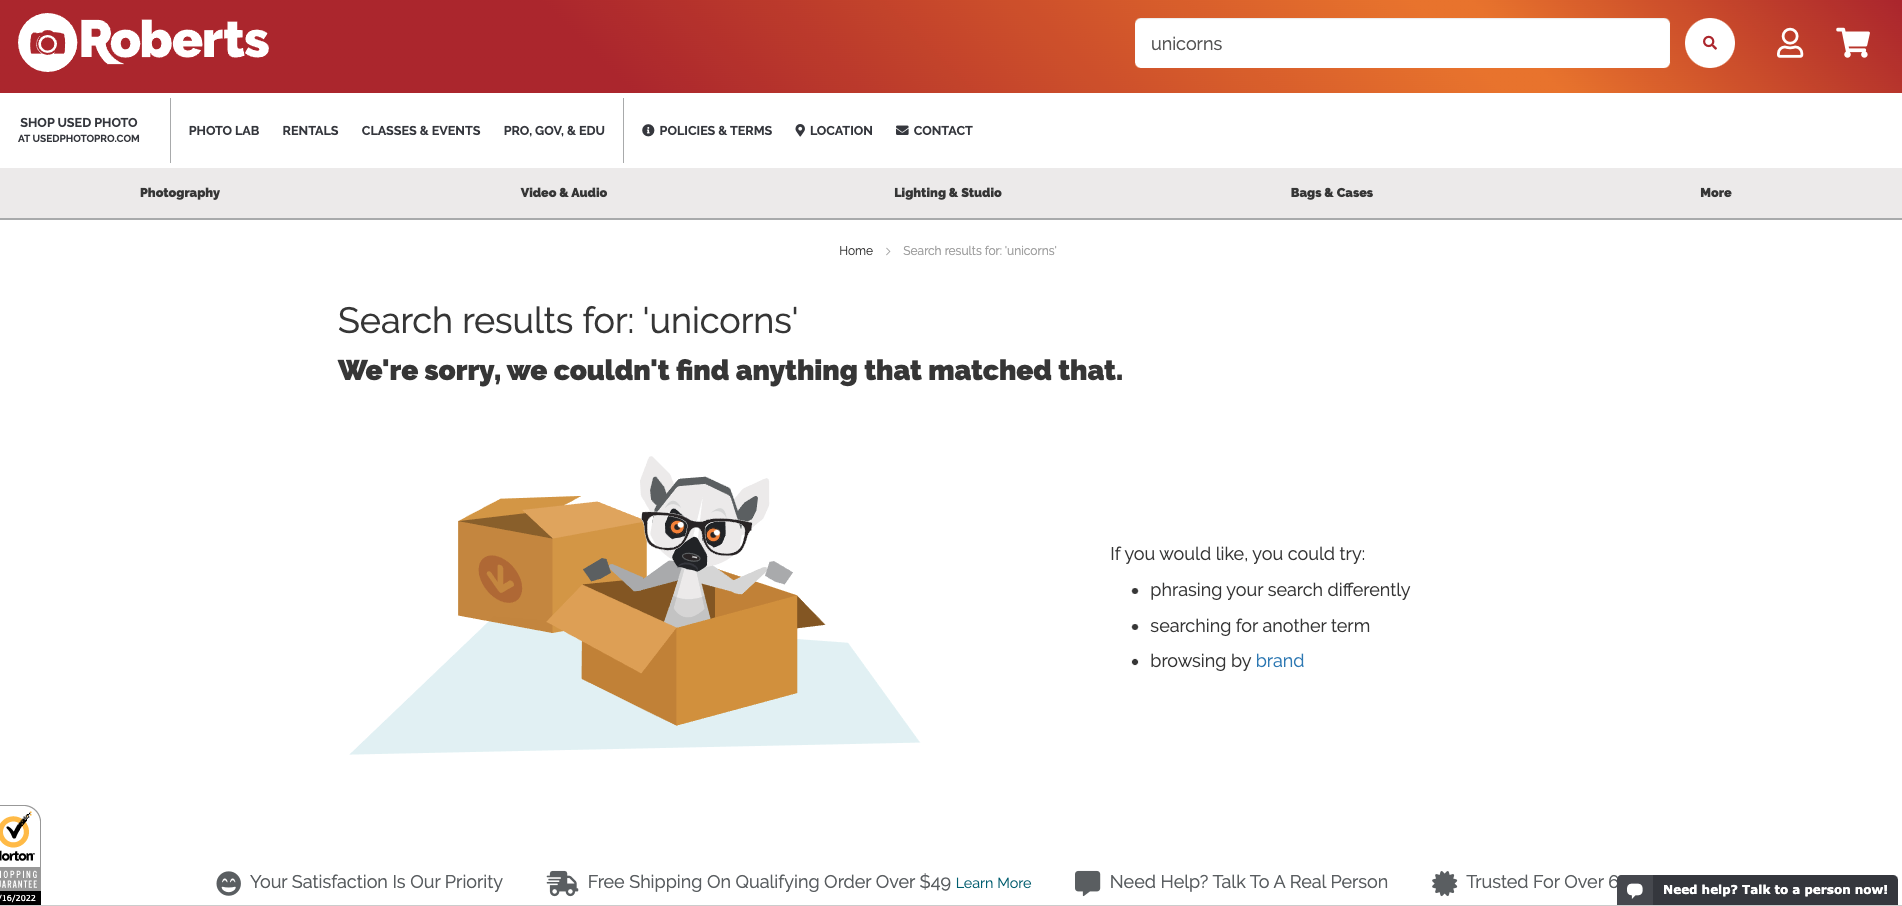 Roberts
unicorns
SHOP USED PHOTO
AT USEDPHOTOPRO.COM
PHOTO LAB
RENTALS
CLASSES & EVENTS
PRO, GOV, & EDU
POLICIES & TERMS
LOCATION
CONTACT
Photography
Video & Audio
Lighting & Studio
Bags & Cases
More
Home
Search results for: 'unicorns'
Search results for: 'unicorns'
We're sorry, we couldn't find anything that matched that.
If you would like, you could try:
phrasing your search differently
searching for another term
browsing by brand
orton
HOPPING
UARANTEE
/16/2022
Your Satisfaction Is Our Priority
Free Shipping On Qualifying Order Over $49 Learn More
Need Help? Talk To A Real Person
Trusted For Over 6
Need help? Talk to a person now!